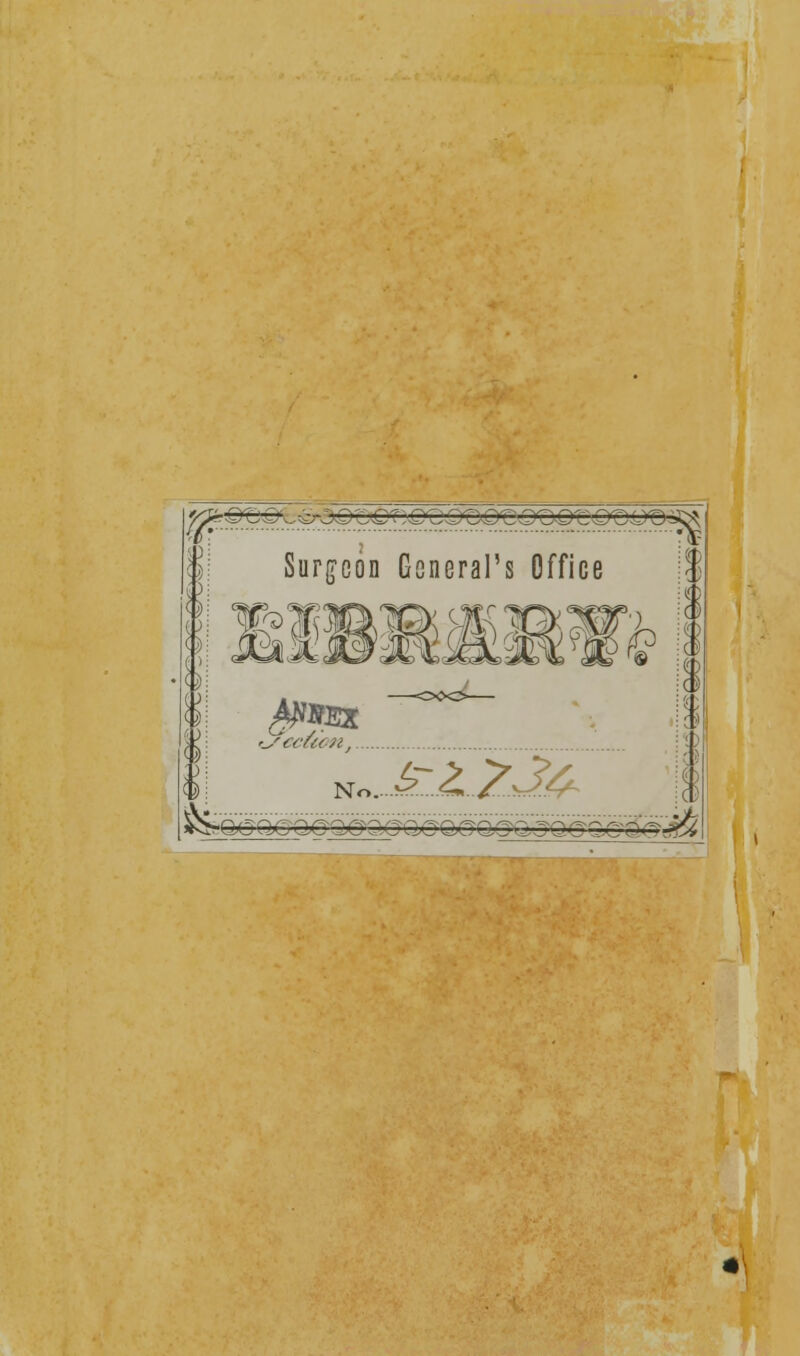 Surgeon General's Office
LIBRARY.
ANNEX
Section,
No. 52734